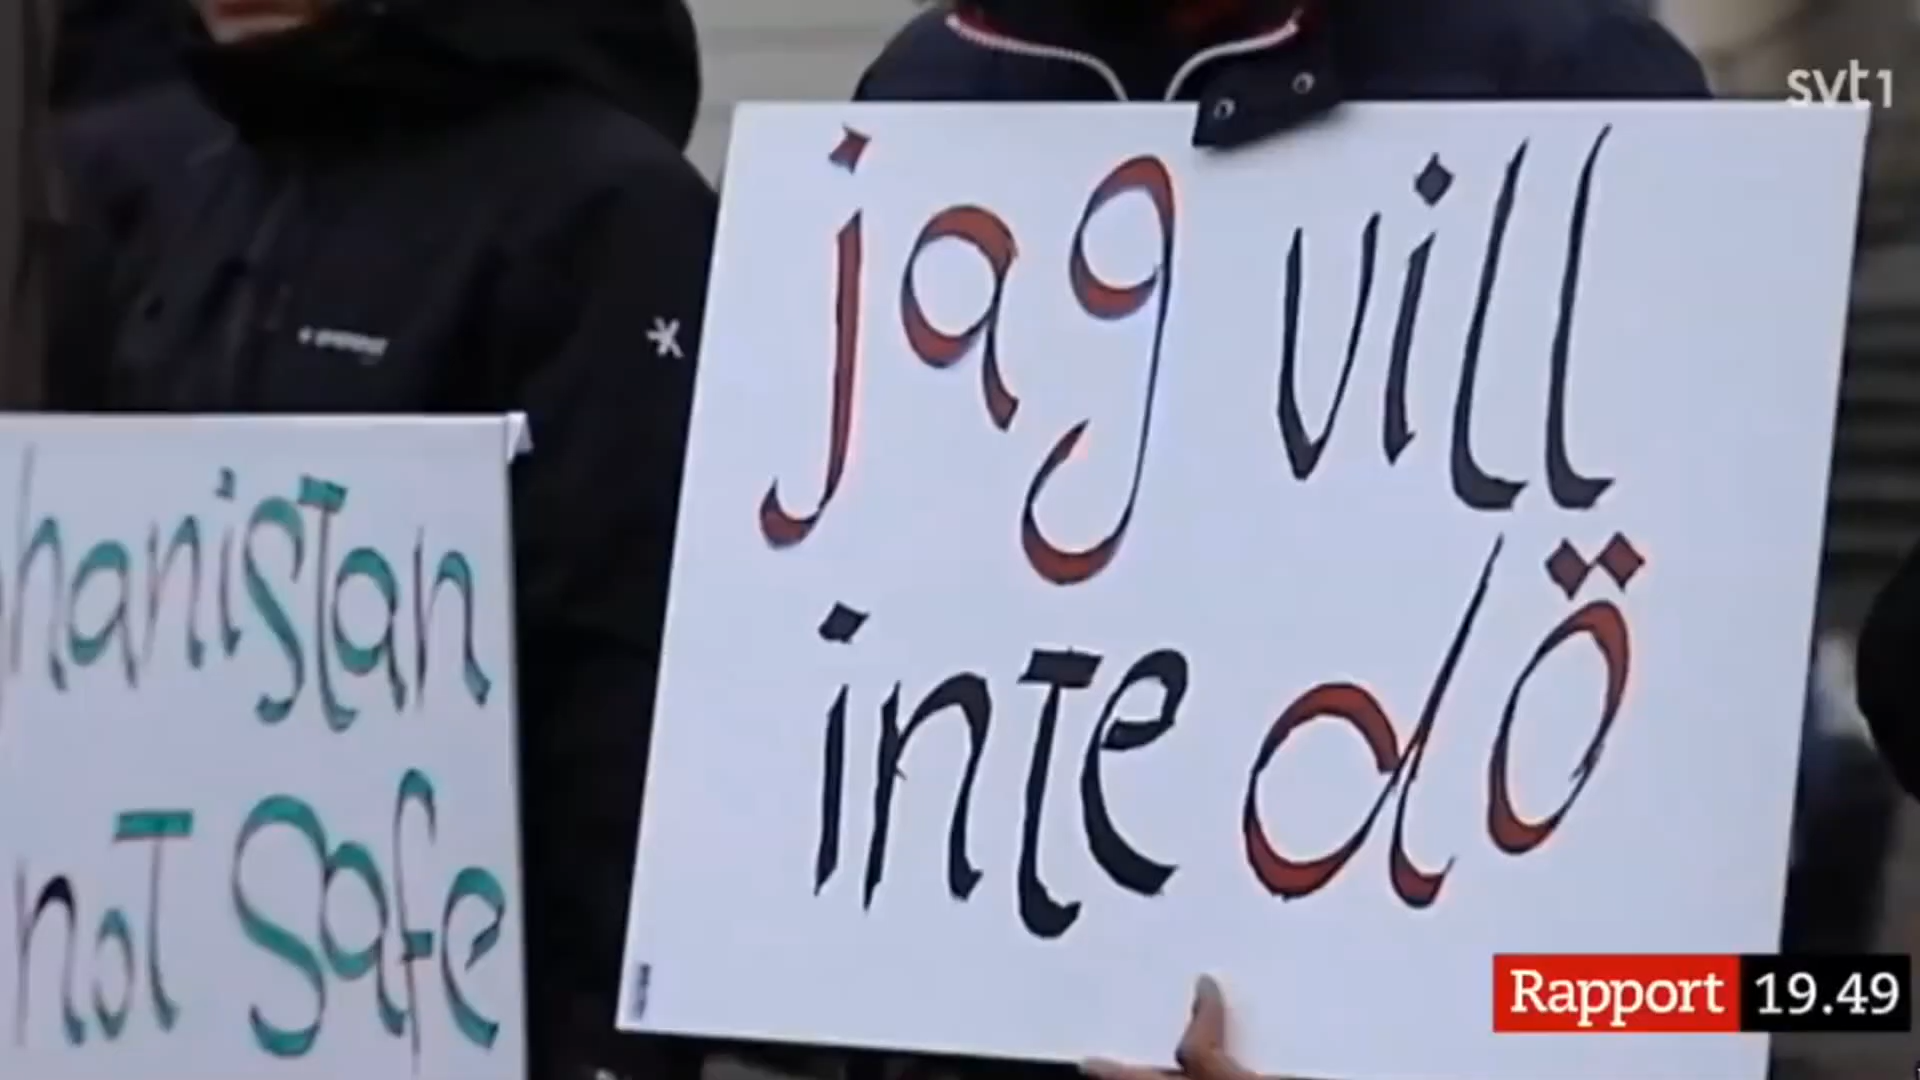 svt1
jag vill
inte dö
hanistan
not safe
Rapport 19.49